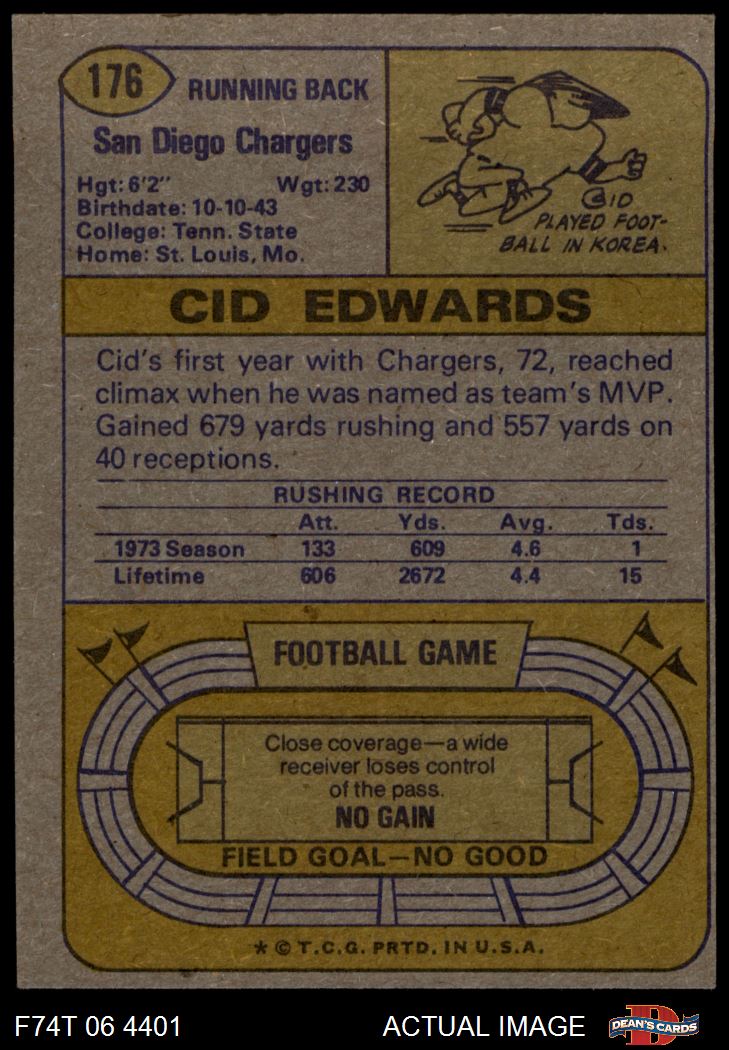 176
RUNNING BACK
San Diego Chargers
Hgt: 6'2" Wgt: 230
Birthdate: 10-10-43
College: Tenn. State
Home: St. Louis, Mo.
CID
PLAYED FOOT-
BALL IN KOREA.
CID EDWARDS
Cid's first year with Chargers, 72, reached
climax when he was named as team's MVP.
Gained 679 yards rushing and 557 yards on
40 receptions.
RUSHING RECORD
Att. Yds. Avg. Tds.
1973 Season 133 609 4.6 1
Lifetime 606 2672 4.4 15
FOOTBALL GAME
Close coverage—a wide
receiver loses control
of the pass.
NO GAIN
FIELD GOAL—NO GOOD
* © T.C.G. PRTD. IN U.S.A.
F74T 06 4401 ACTUAL IMAGE
D
DEAN'S CARDS